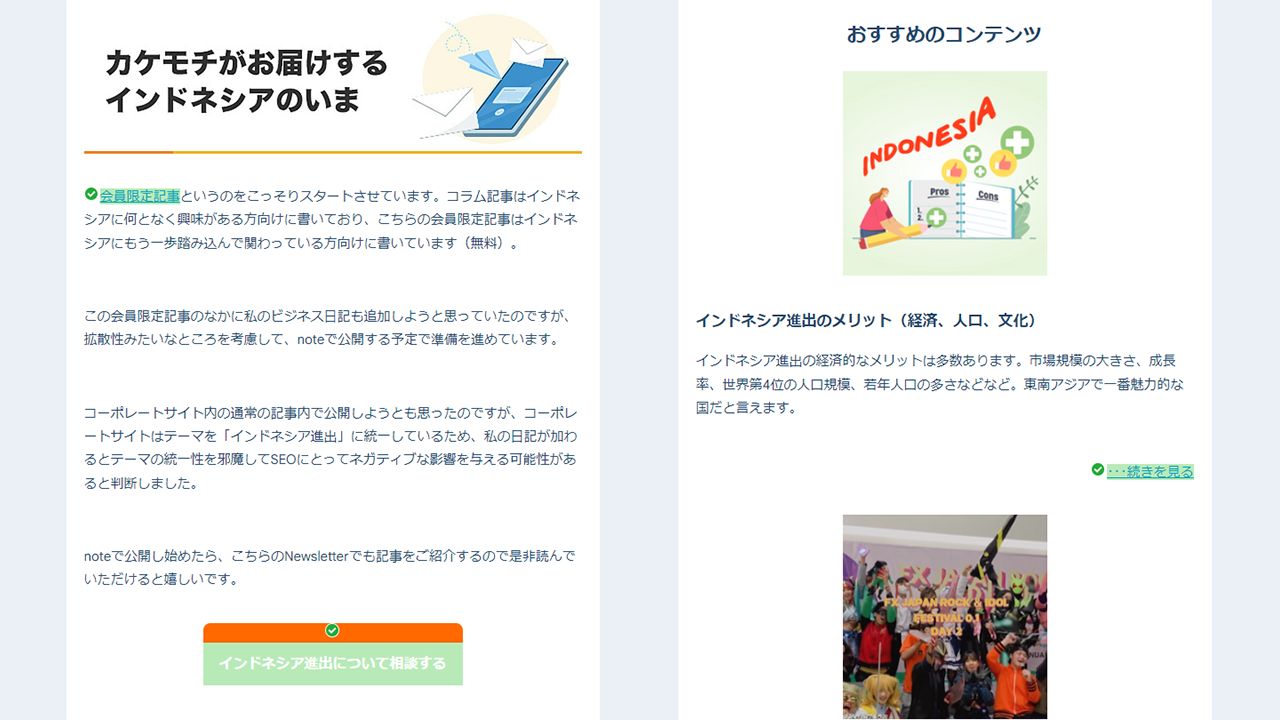 カケモチがお届けする
インドネシアのいま
会員限定記事というのをこっそりスタートさせています。コラム記事はインドネ
シアに何となく興味がある方向けに書いており、こちらの会員限定記事はインドネ
シアにもう一歩踏み込んで関わっている方向けに書いています（無料）。
この会員限定記事のなかに私のビジネス日記も追加しようと思っていたのですが、
拡散性みたいなところを考慮して、noteで公開する予定で準備を進めています。
コーポレートサイト内の通常の記事内で公開しようとも思ったのですが、コーポレ
ートサイトはテーマを「インドネシア進出」に統一しているため、私の日記が加わ
るとテーマの統一性を邪魔してSEOにとってネガティブな影響を与える可能性があ
ると判断しました。
noteで公開し始めたら、こちらのNewsletterでも記事をご紹介するので是非読んで
いただけると嬉しいです。
インドネシア進出について相談する
おすすめのコンテンツ
INDONESIA
Pros
Cons
1.
2.
インドネシア進出のメリット（経済、人口、文化）
インドネシア進出の経済的なメリットは多数あります。市場規模の大きさ、成長
率、世界第4位の人口規模、若年人口の多さなどなど。東南アジアで一番魅力的な
国だと言えます。
･･･続きを見る
FX JAPAN ROCK & IDOL
FESTIVAL 0.1
DAY 2